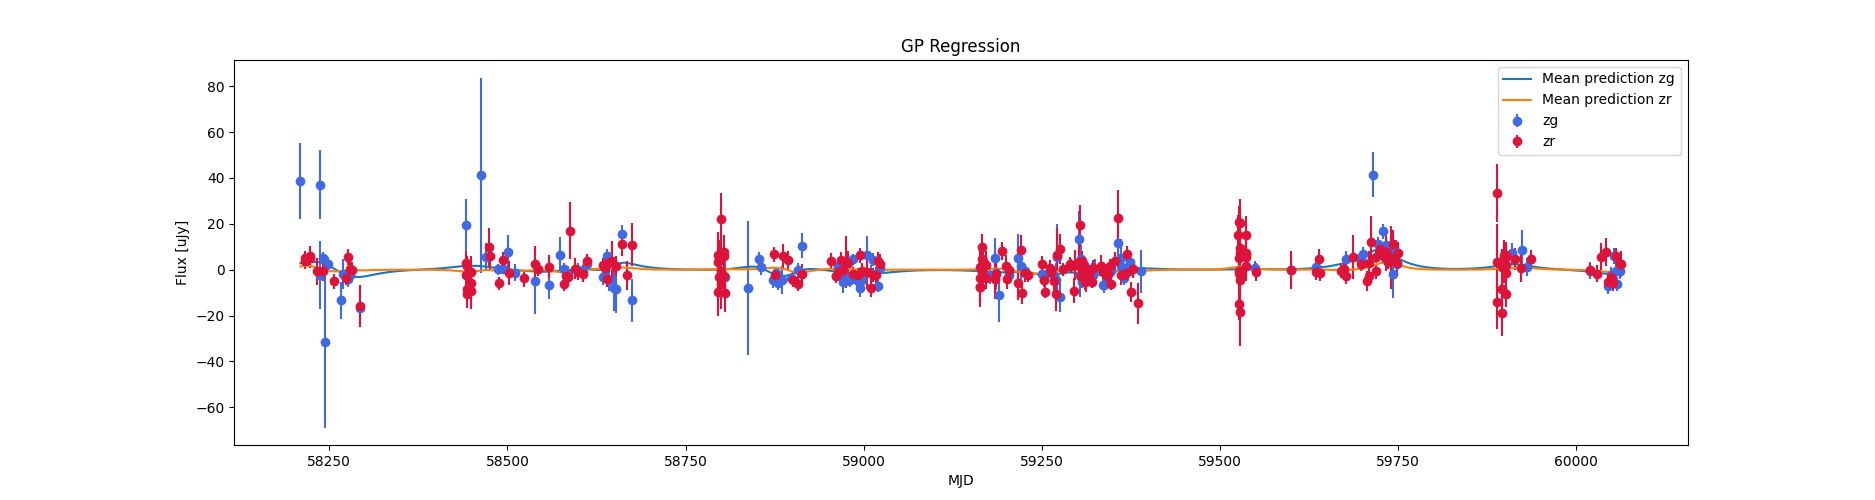 GP Regression
Flux [uJy]
80
60
40
20
0
−20
−40
−60
58250
58500
58750
59000
59250
59500
59750
60000
MJD
Mean prediction zg
Mean prediction zr
zg
zr